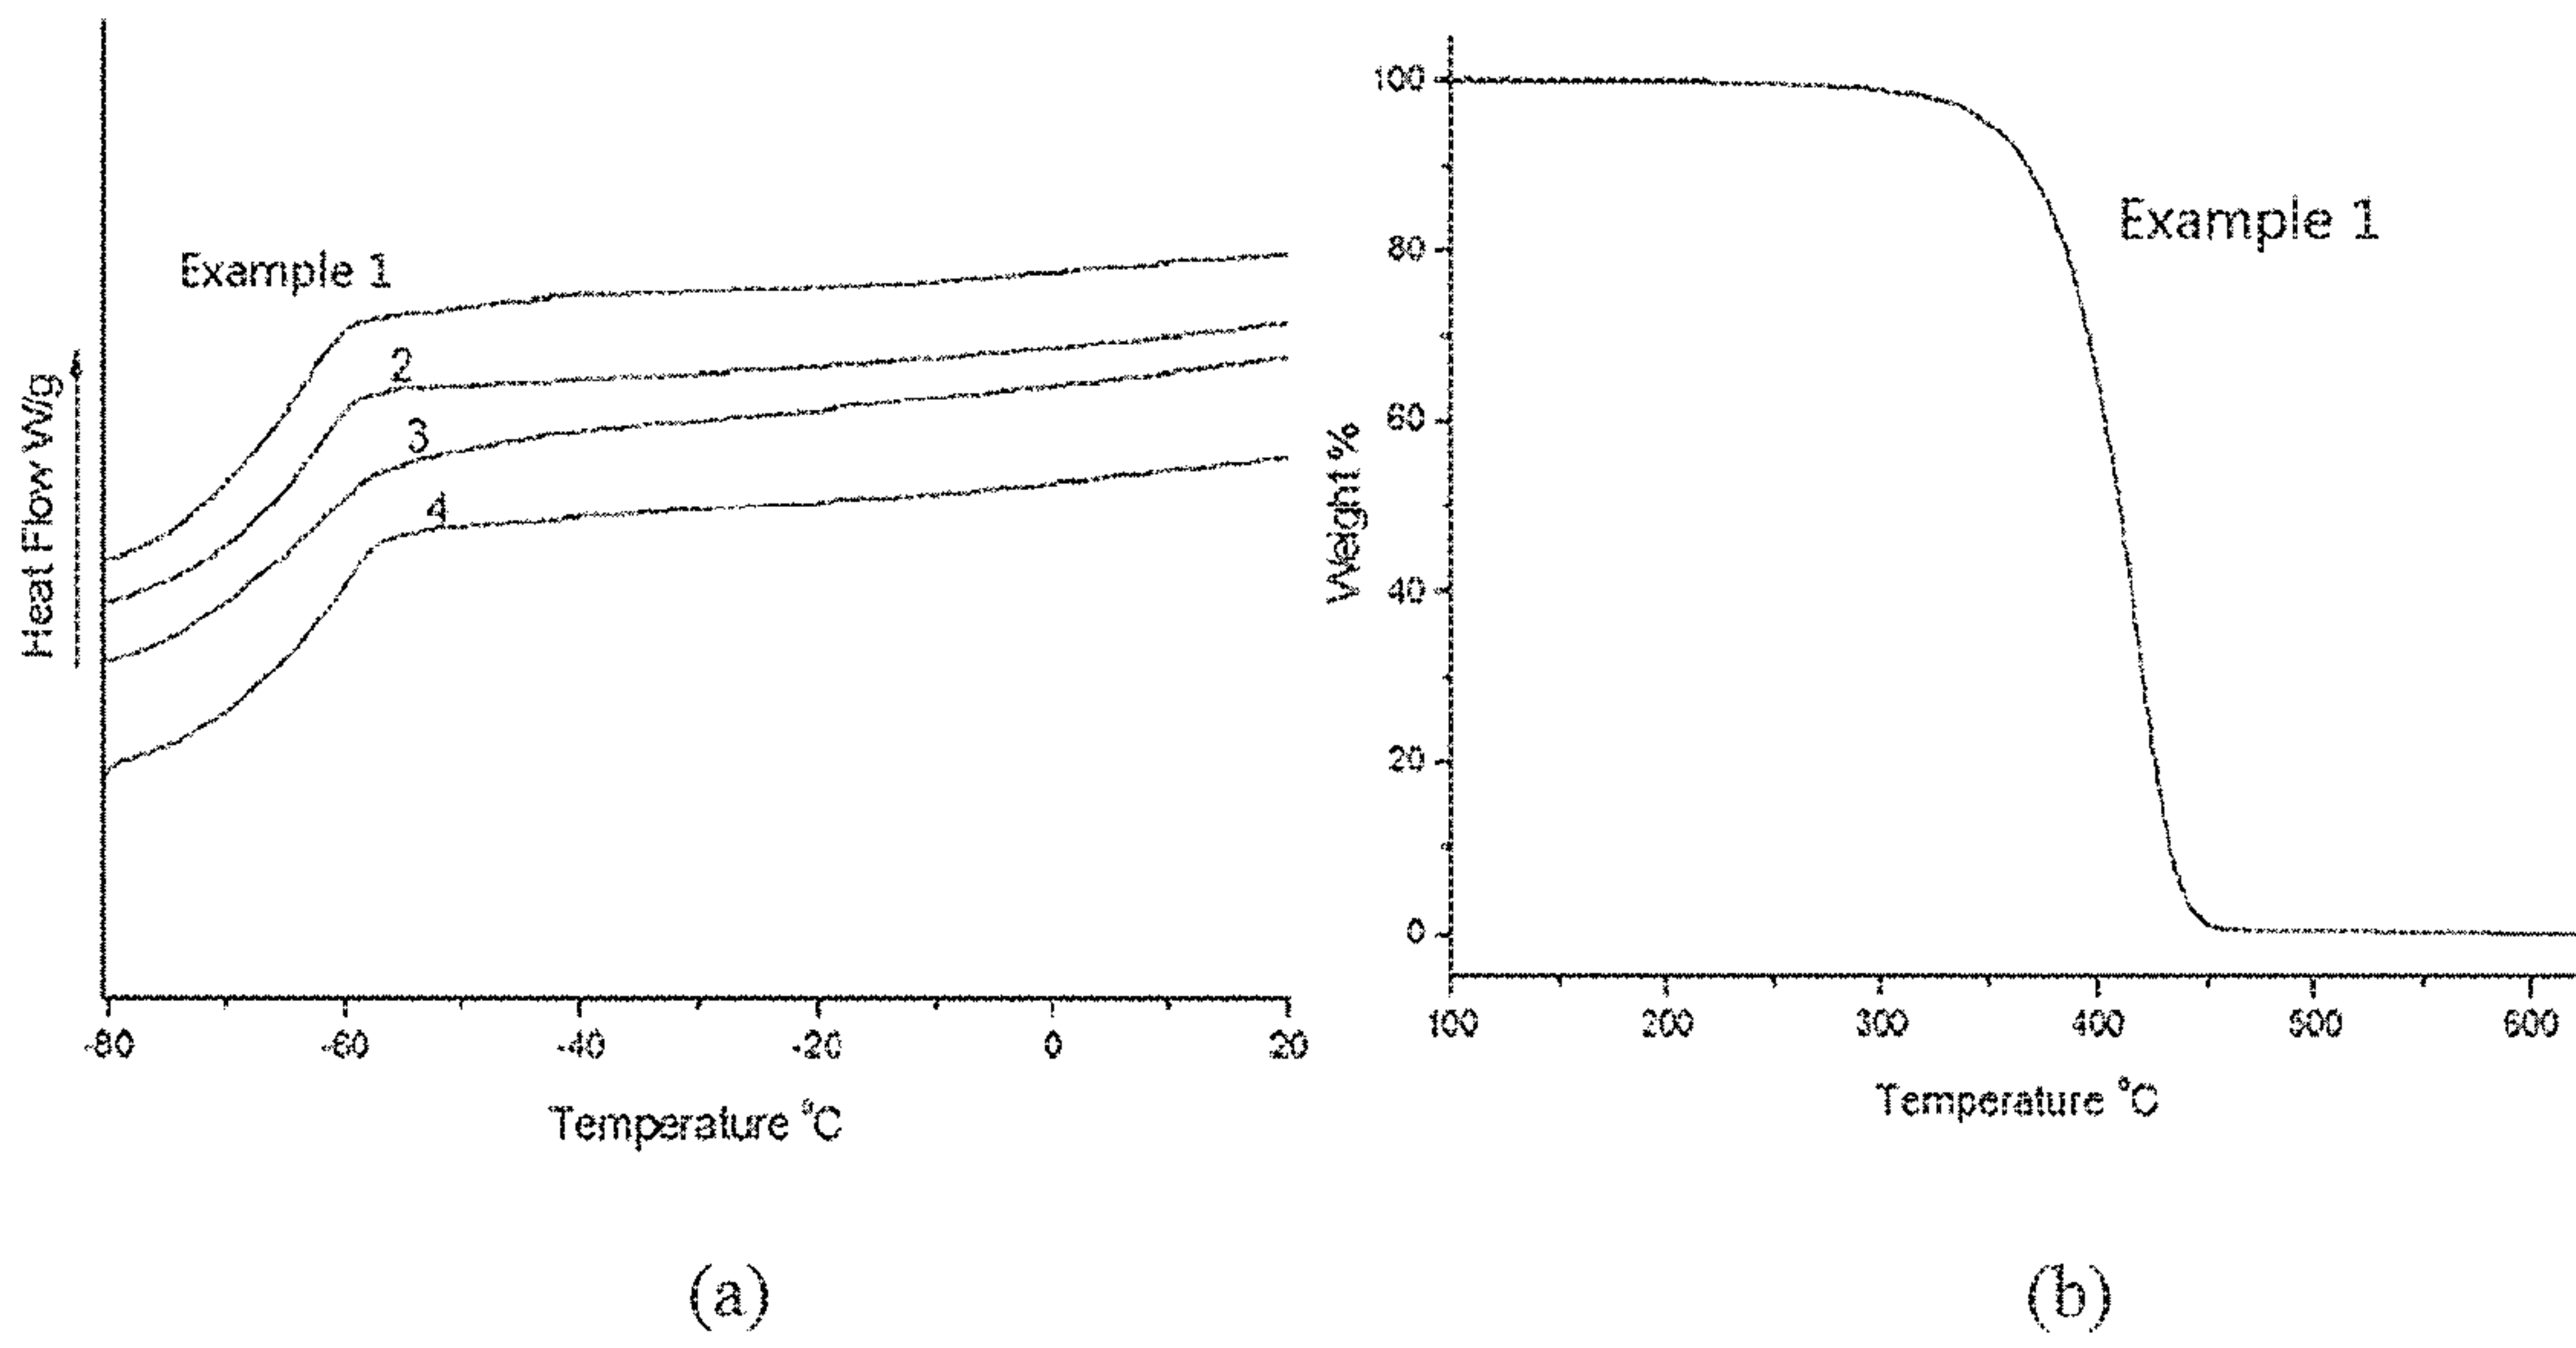 Example 1
2
3
4
Heat Flow W/g
-80 -60 -40 -20 0 20
Temperature °C
(a)
100
80
60
40
20
0
Weight %
Example 1
100 200 300 400 500 600
Temperature °C
(b)